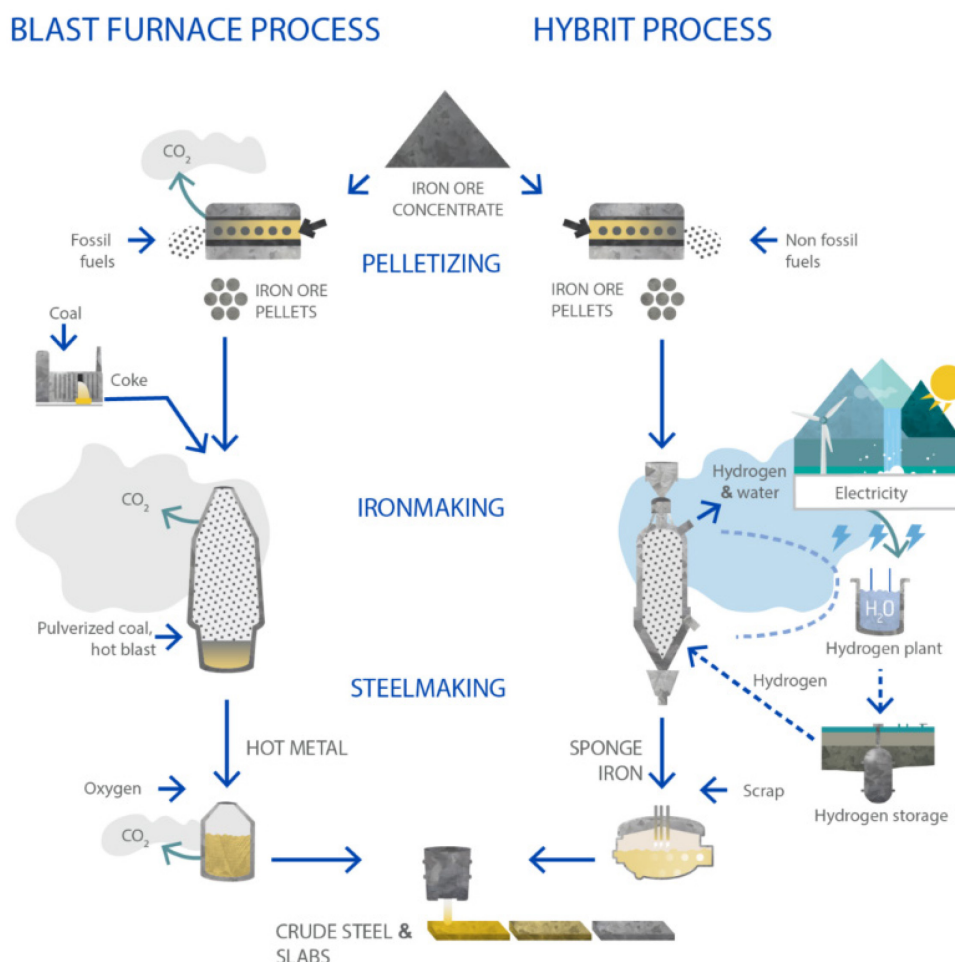 BLAST FURNACE PROCESS
HYBRIT PROCESS
CO2
IRON ORE
CONCENTRATE
Fossil
fuels
PELLETIZING
Non fossil
fuels
IRON ORE
PELLETS
IRON ORE
PELLETS
Coal
Coke
CO2
IRONMAKING
Hydrogen
& water
Electricity
Pulverized coal,
hot blast
H2O
Hydrogen plant
STEELMAKING
Hydrogen
HOT METAL
SPONGE
IRON
Oxygen
Scrap
Hydrogen storage
CO2
CRUDE STEEL &
SLABS